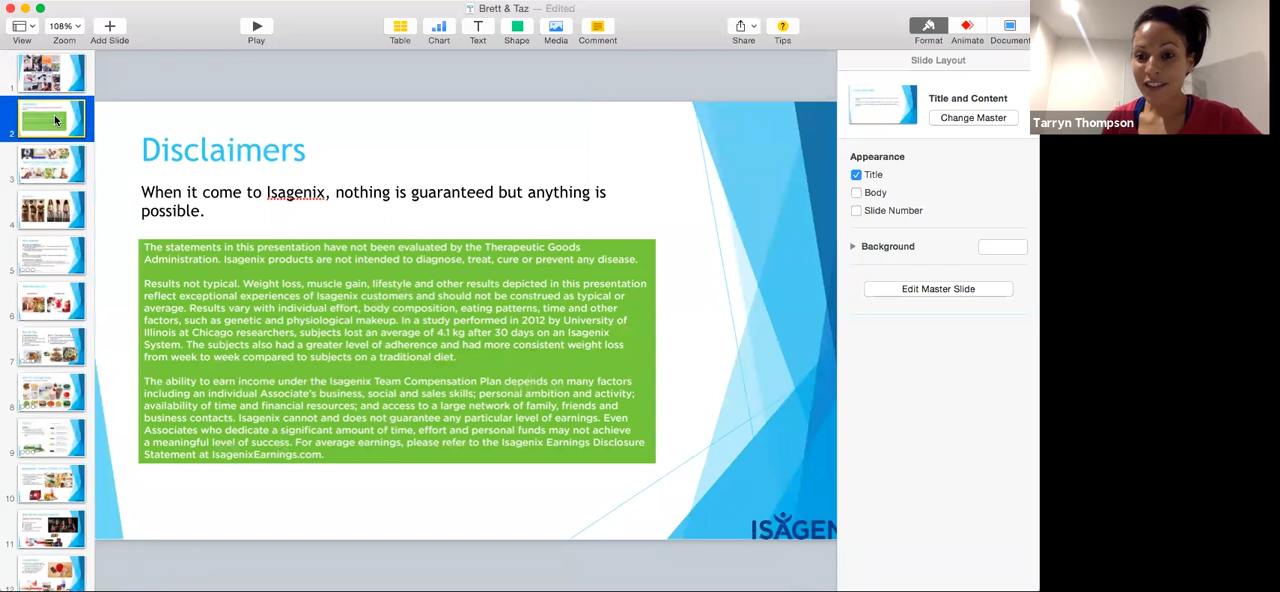 Brett & Taz — Edited
108%
View
Zoom
Add Slide
Play
Table
Chart
Text
Shape
Media
Comment
Share
Tips
Format
Animate
Document
Slide Layout
Title and Content
Change Master
Appearance
Title
Body
Slide Number
Background
Edit Master Slide
Tarryn Thompson
1
2
3
4
5
6
7
8
9
10
11
Disclaimers
When it come to Isagenix, nothing is guaranteed but anything is
possible.
The statements in this presentation have not been evaluated by the Therapeutic Goods
Administration. Isagenix products are not intended to diagnose, treat, cure or prevent any disease.
Results not typical. Weight loss, muscle gain, lifestyle and other results depicted in this presentation
reflect exceptional experiences of Isagenix customers and should not be construed as typical or
average. Results vary with individual effort, body composition, eating patterns, time and other
factors, such as genetic and physiological makeup. In a study performed in 2012 by University of
Illinois at Chicago researchers, subjects lost an average of 4.1 kg after 30 days on an Isagenix
System. The subjects also had a greater level of adherence and had more consistent weight loss
from week to week compared to subjects on a traditional diet.
The ability to earn income under the Isagenix Team Compensation Plan depends on many factors
including an individual Associate's business, social and sales skills; personal ambition and activity;
availability of time and financial resources; and access to a large network of family, friends and
business contacts. Isagenix cannot and does not guarantee any particular level of earnings. Even
Associates who dedicate a significant amount of time, effort and personal funds may not achieve
a meaningful level of success. For average earnings, please refer to the Isagenix Earnings Disclosure
Statement at IsagenixEarnings.com.
ISAGEN